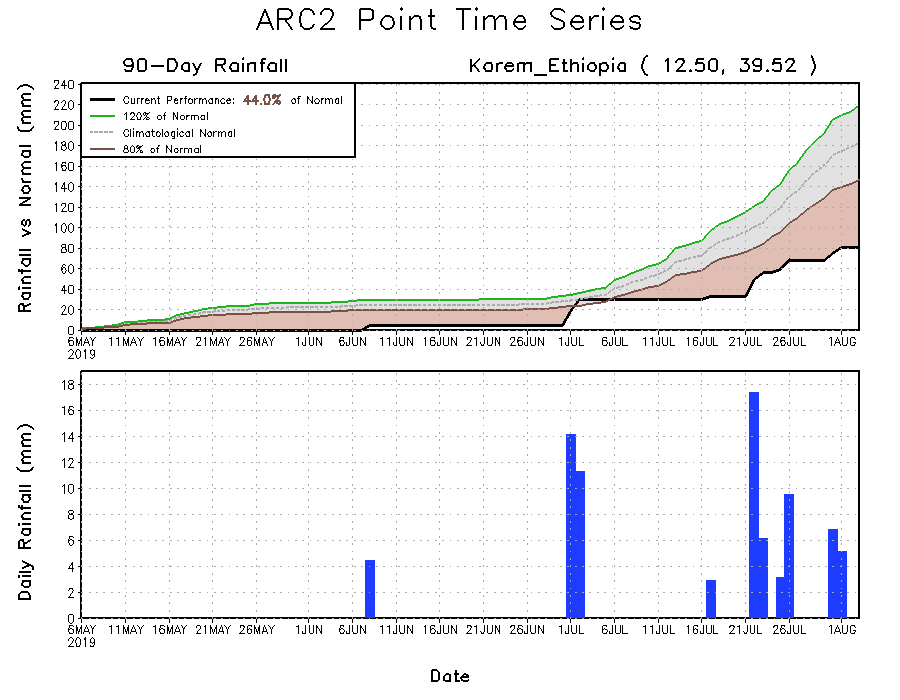 ARC2 Point Time Series
90-Day Rainfall
Korem_Ethiopia ( 12.50, 39.52 )
Rainfall vs Normal (mm)
240
220
200
180
160
140
120
100
80
60
40
20
0
Current Performance: 44.0% of Normal
120% of Normal
Climatological Normal
80% of Normal
6MAY 11MAY 16MAY 21MAY 26MAY 1JUN 6JUN 11JUN 16JUN 21JUN 26JUN 1JUL 6JUL 11JUL 16JUL 21JUL 26JUL 1AUG
2019
Daily Rainfall (mm)
18
16
14
12
10
8
6
4
2
0
6MAY 11MAY 16MAY 21MAY 26MAY 1JUN 6JUN 11JUN 16JUN 21JUN 26JUN 1JUL 6JUL 11JUL 16JUL 21JUL 26JUL 1AUG
2019
Date